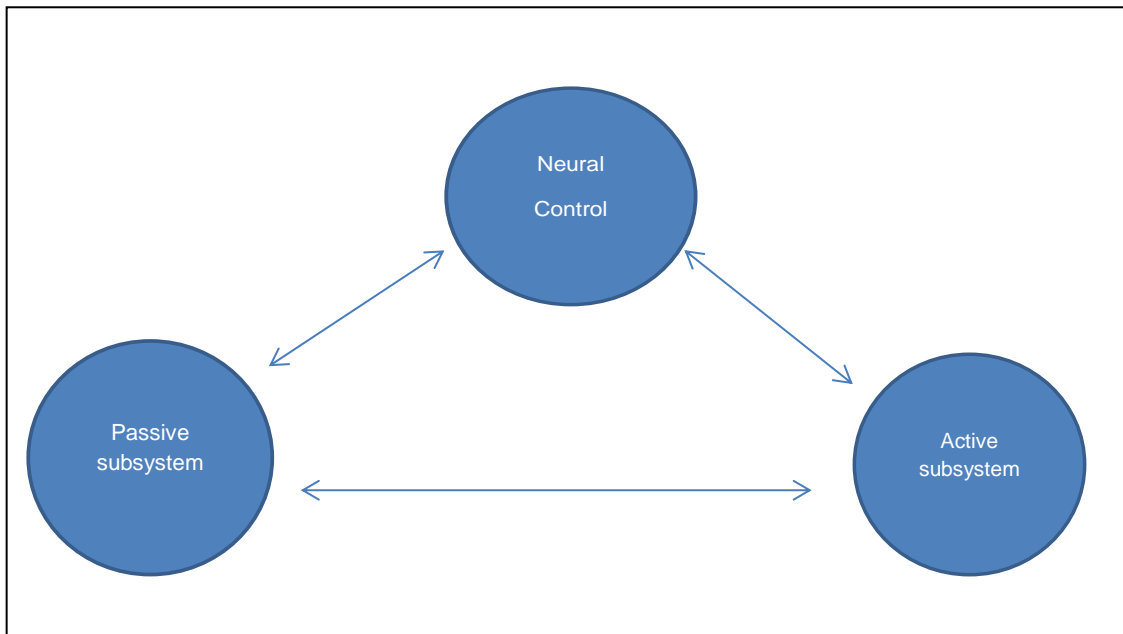 Neural
Control
Passive
subsystem
Active
subsystem